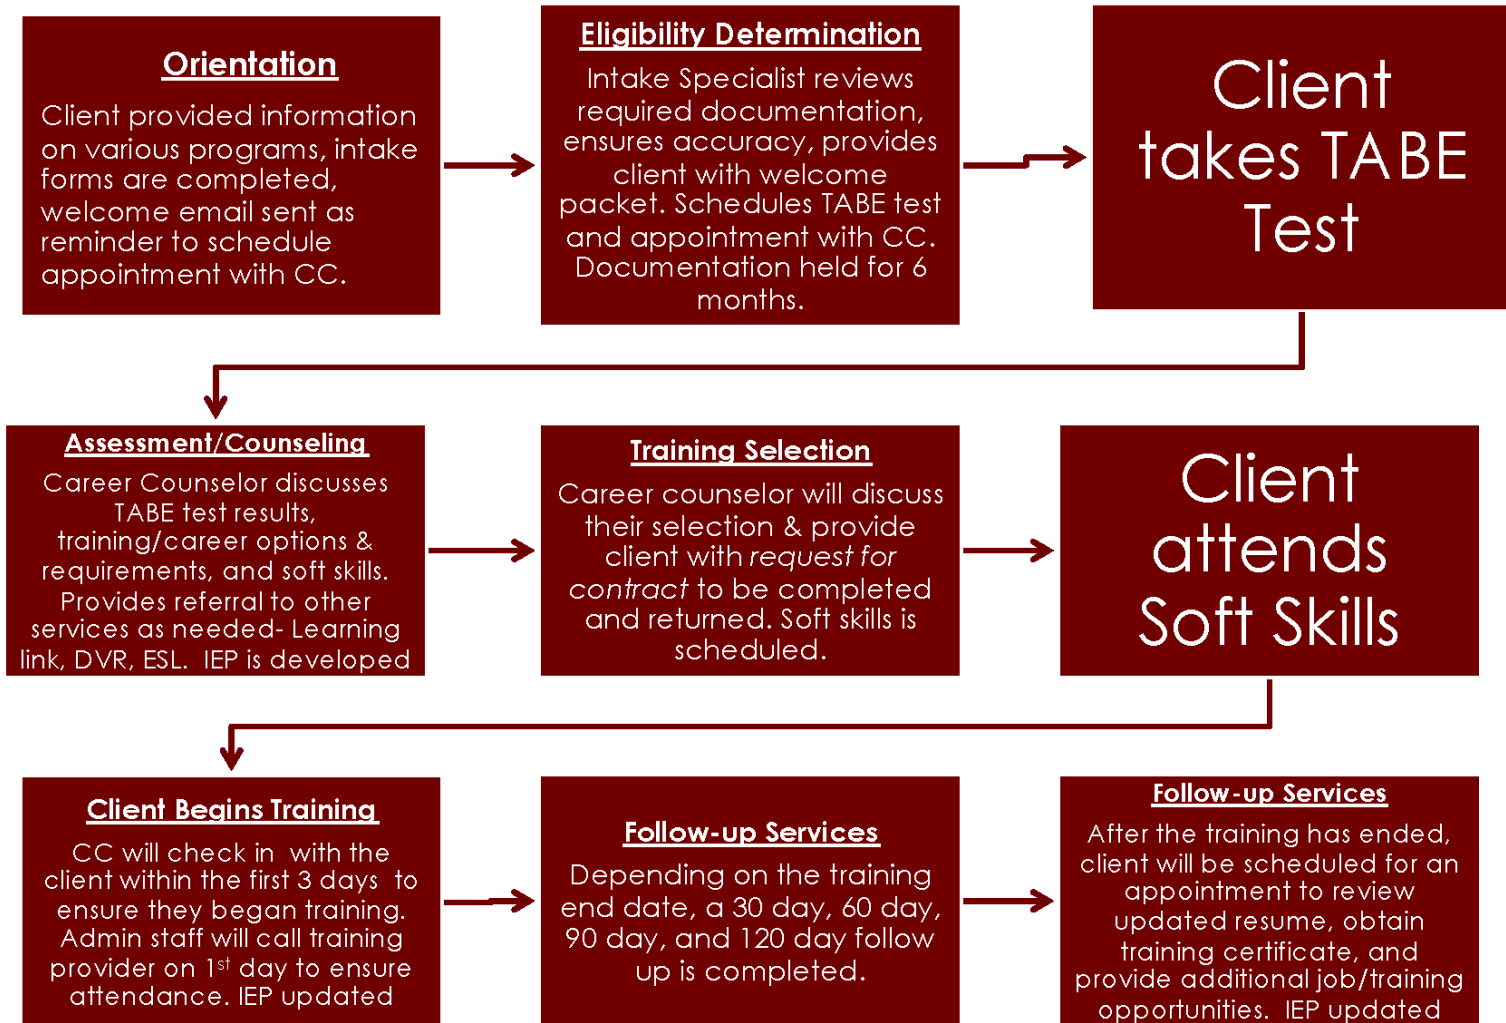 Orientation
Client provided information
on various programs, intake
forms are completed,
welcome email sent as
reminder to schedule
appointment with CC.
Eligibility Determination
Intake Specialist reviews
required documentation,
ensures accuracy, provides
client with welcome
packet. Schedules TABE test
and appointment with CC.
Documentation held for 6
months.
Client
takes TABE
Test
Assessment/Counseling
Career Counselor discusses
TABE test results,
training/career options &
requirements, and soft skills.
Provides referral to other
services as needed- Learning
link, DVR, ESL. IEP is developed
Training Selection
Career counselor will discuss
their selection & provide
client with request for
contract to be completed
and returned. Soft skills is
scheduled.
Client
attends
Soft Skills
Client Begins Training
CC will check in with the
client within the first 3 days to
ensure they began training.
Admin staff will call training
provider on 1st day to ensure
attendance. IEP updated
Follow-up Services
Depending on the training
end date, a 30 day, 60 day,
90 day, and 120 day follow
up is completed.
Follow-up Services
After the training has ended,
client will be scheduled for an
appointment to review
updated resume, obtain
training certificate, and
provide additional job/training
opportunities. IEP updated